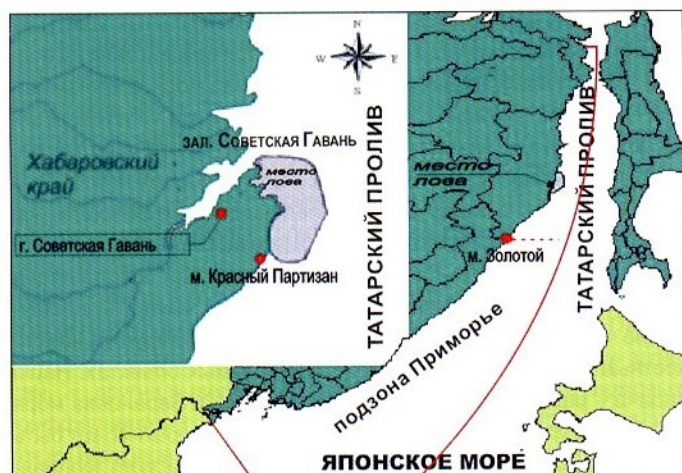 N
W E
S
зал. Советская Гавань
Хабаровский
край
место
лова
г. Советская Гавань
м. Красный Партизан
ТАТАРСКИЙ ПРОЛИВ
место
лова
м. Золотой
ТАТАРСКИЙ ПРОЛИВ
подзона Приморье
ЯПОНСКОЕ МОРЕ